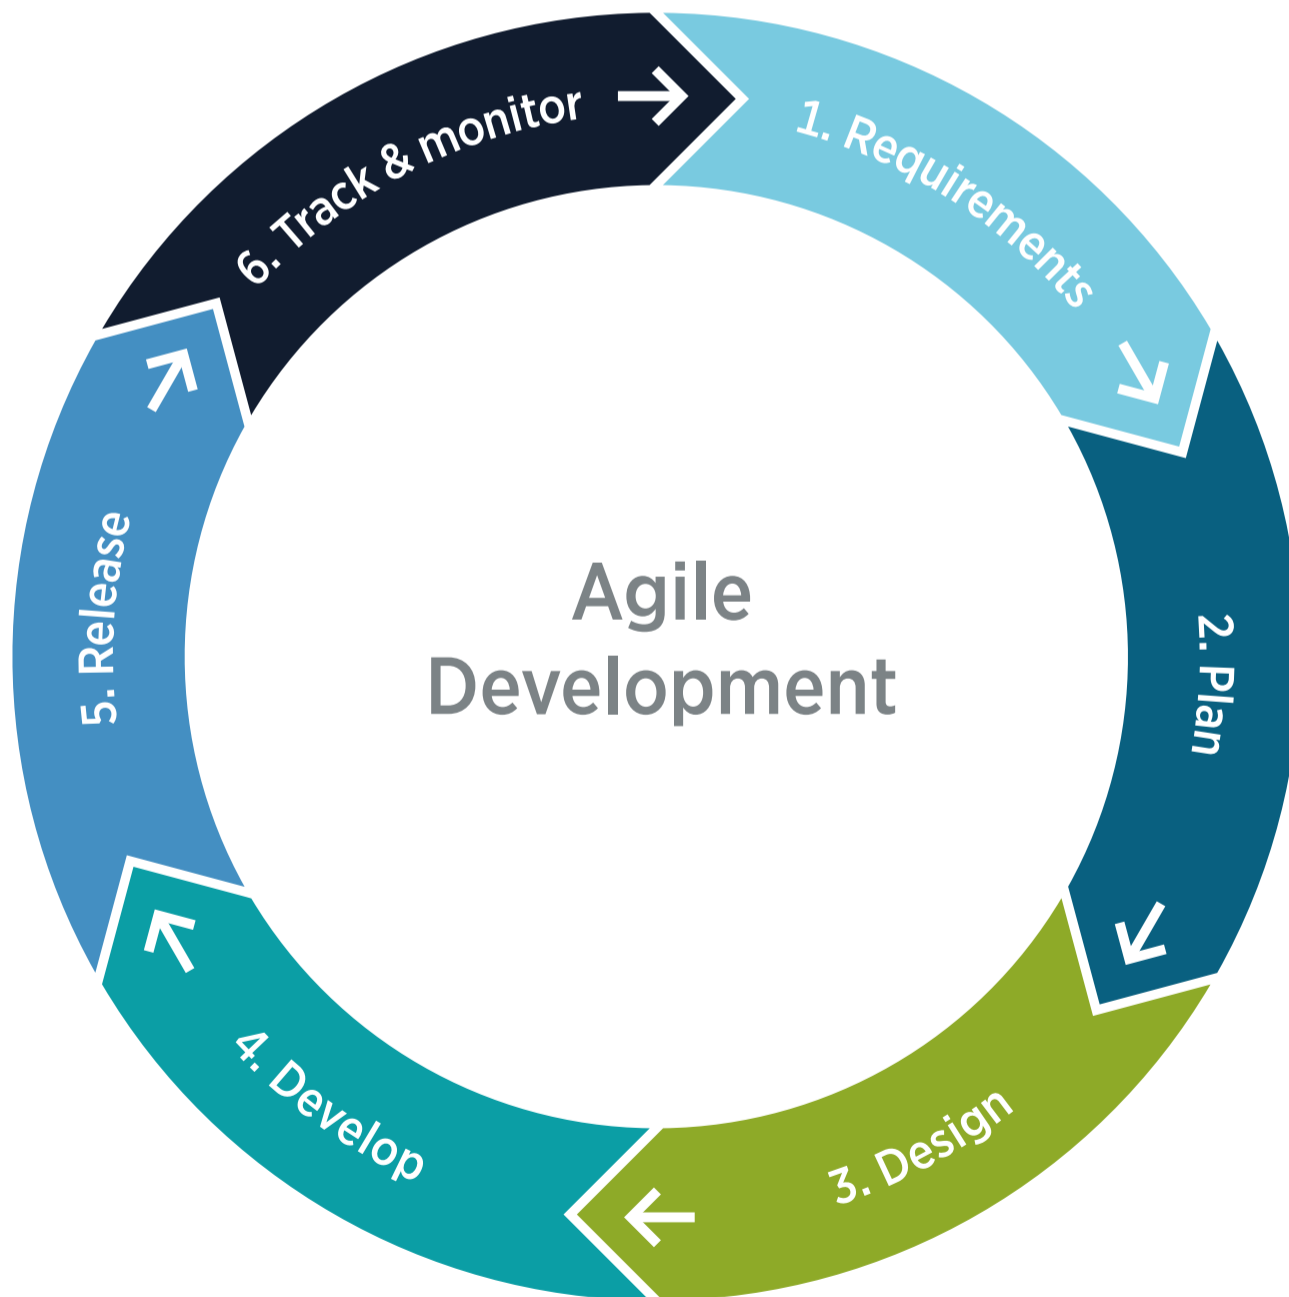 Agile
Development
1. Requirements
2. Plan
3. Design
4. Develop
5. Release
6. Track & monitor